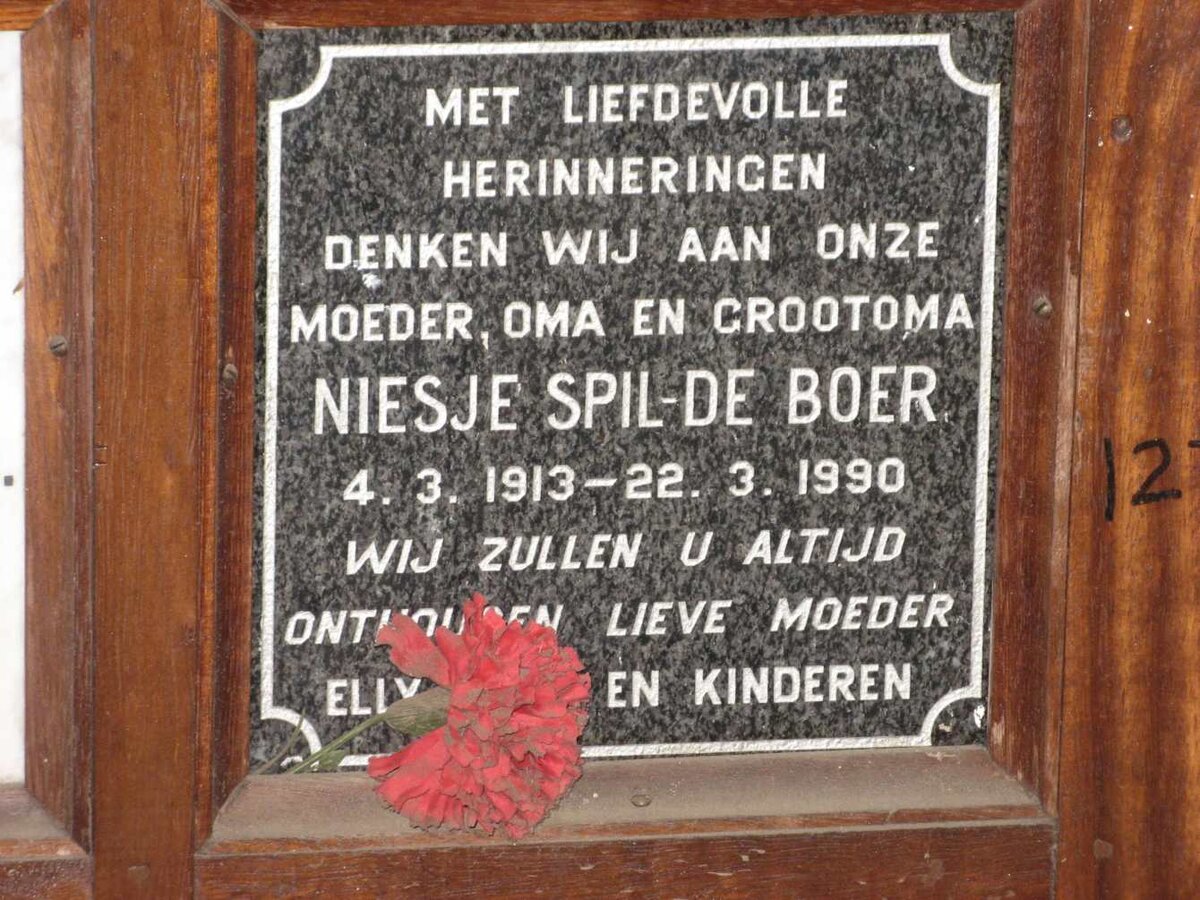 MET LIEFDEVOLLE
HERINNERINGEN
DENKEN WIJ AAN ONZE
MOEDER, OMA EN GROOTOMA
NIESJE SPIL-DE BOER
4. 3. 1913-22. 3. 1990
WIJ ZULLEN U ALTIJD
ONTHOUDEN LIEVE MOEDER
EN KINDEREN